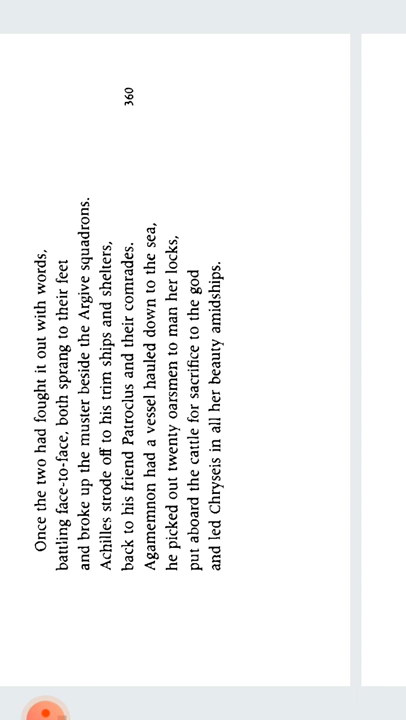 Once the two had fought it out with words,
battling face-to-face, both sprang to their feet
and broke up the muster beside the Argive squadrons.
Achilles strode off to his trim ships and shelters,
back to his friend Patroclus and their comrades. 360
Agamemnon had a vessel hauled down to the sea,
he picked out twenty oarsmen to man her locks,
put aboard the cattle for sacrifice to the god
and led Chryseis in all her beauty amidships.